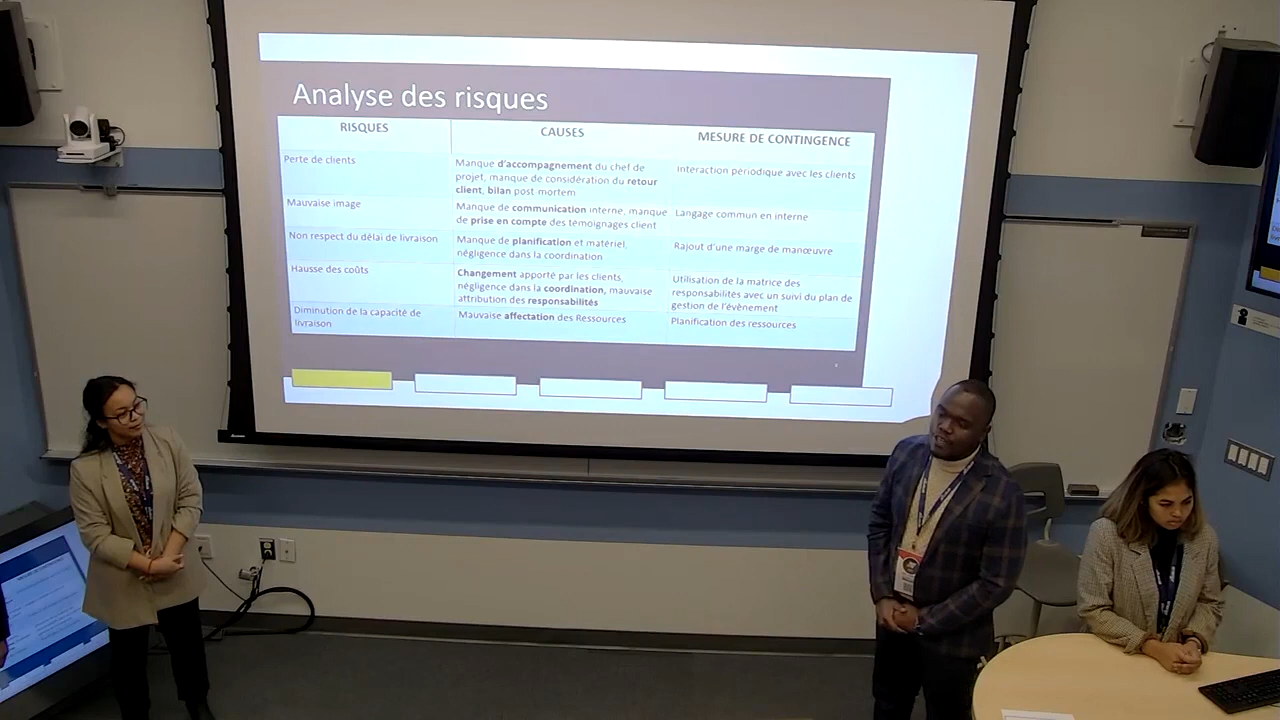 Analyse des risques
RISQUES
CAUSES
MESURE DE CONTINGENCE
Perte de clients
Manque d'accompagnement du chef de
projet, manque de considération du retour
client, bilan post mortem
Interaction périodique avec les clients
Mauvaise image
Manque de communication interne, manque
de prise en compte des témoignages client
Langage commun en interne
Non respect du délai de livraison
Manque de planification et matériel,
négligence dans la coordination
Rajout d'une marge de manœuvre
Hausse des coûts
Changement apporté par les clients,
négligence dans la coordination, mauvaise
attribution des responsabilités
Utilisation de la matrice des
responsabilités avec un suivi du plan de
gestion de l'évènement
Diminution de la capacité de
livraison
Mauvaise affectation des Ressources
Planification des ressources